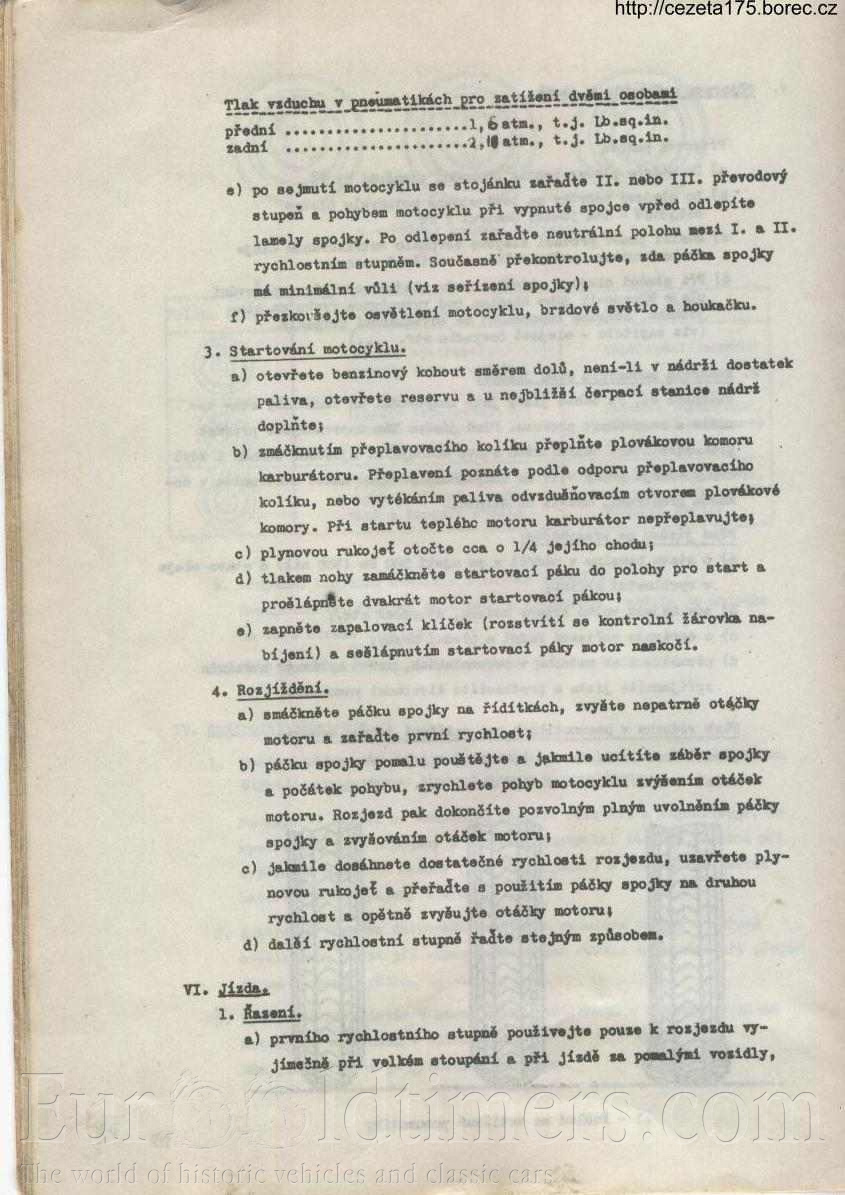 http://cezeta175.borec.cz
Tlak vzduchu v pneumatikách pro zatížení dvěmi osobami
přední .......................1,6 atm., t.j. Lb.sq.in.
zadní .......................2, atm., t.j. Lb.sq.in.
e) po sejmutí motocyklu se stojánku zařaďte II. nebo III. převodový
stupeň a pohybem motocyklu při vypnuté spojce vpřed odlepíte
lamely spojky. Po odlepení zařaďte neutrální polohu mezi I. a II.
rychlostním stupněm. Současně překontrolujte, zda páčka spojky
má minimální vůli (viz seřízení spojky);
f) přezkoušejte osvětlení motocyklu, brzdové světlo a houkačku.
3. Startování motocyklu.
a) otevřete benzinový kohout směrem dolů, není-li v nádrži dostatek
paliva, otevřete reservu a u nejbližší čerpací stanice nádrž
doplňte;
b) zmáčknutím přeplavovacího kolíku přeplňte plovákovou komoru
karburátoru. Přeplavení poznáte podle odporu přeplavovacího
kolíku, nebo vytékáním paliva odvzdušňovacím otvorem plovákové
komory. Při startu teplého motoru karburátor nepřeplavujte;
c) plynovou rukojeť otočte cca o 1/4 jejího chodu;
d) tlakem nohy zamáčkněte startovací páku do polohy pro start a
prošlápněte dvakrát motor startovací pákou;
e) zapněte zapalovací klíček (rozsvítí se kontrolní žárovka na-
bíjení) a sešlápnutím startovací páky motor naskočí.
4. Rozjíždění.
a) smáčkněte páčku spojky na řídítkách, zvyšte nepatrně otáčky
motoru a zařaďte první rychlost;
b) páčku spojky pomalu pouštějte a jakmile ucítíte záběr spojky
a počátek pohybu, zrychlete pohyb motocyklu zvýšením otáček
motoru. Rozjezd pak dokončíte pozvolným plným uvolněním páčky
spojky a zvyšováním otáček motoru;
c) jakmile dosáhnete dostatečné rychlosti rozjezdu, uzavřete ply-
novou rukojeť a přeřaďte s použitím páčky spojky na druhou
rychlost a opětně zvyšujte otáčky motoru;
d) další rychlostní stupně řaďte stejným způsobem.
VI. Jízda.
1. Řazení.
a) prvního rychlostního stupně používejte pouze k rozjezdu vy-
jímečně při velkém stoupání a při jízdě za pomalými vozidly,
Eur Oldtimers.com
The world of historic vehicles and classic cars.